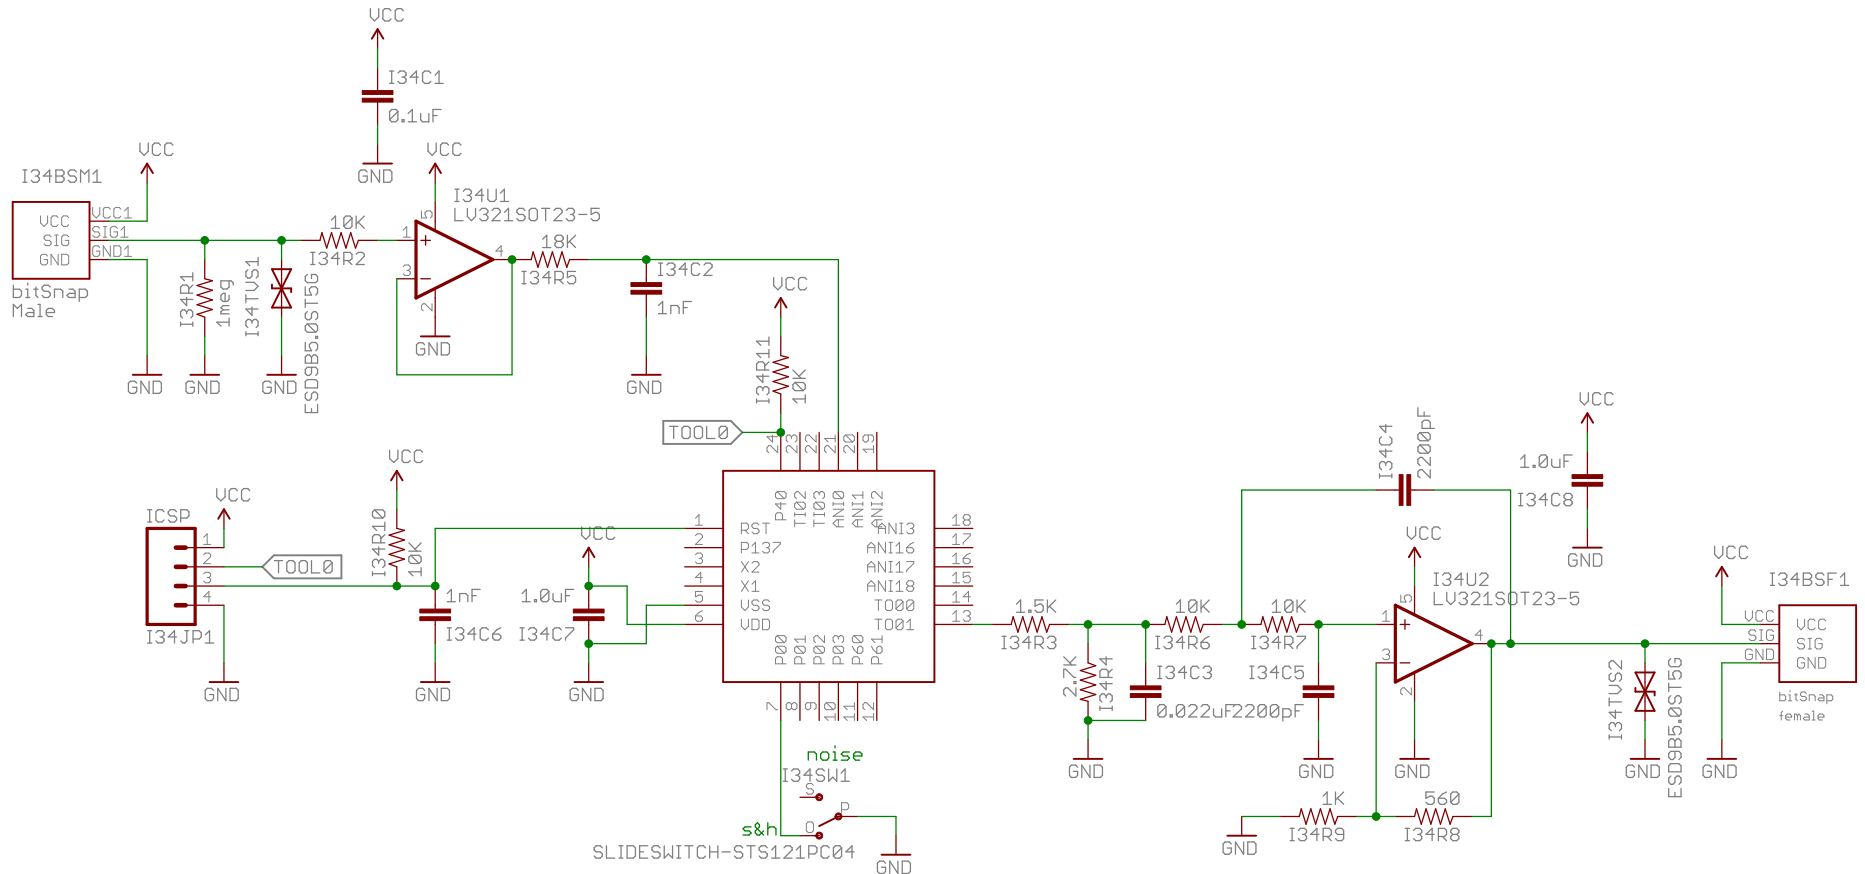 VCC
I34C1
0.1uF
GND
I34BSM1
VCC
VCC
SIG
GND
VCC1
SIG1
GND1
bitSnap
Male
GND
I34R1
1meg
GND
I34TVS1
ESD9B5.0ST5G
GND
10K
I34R2
VCC
I34U1
LV321SOT23-5
1
3
5
2
4
GND
18K
I34R5
I34C2
1nF
GND
VCC
I34R11
10K
TOOL0
ICSP
VCC
1
2
3
4
TOOL0
I34JP1
GND
VCC
I34R10
10K
1nF
I34C6
GND
VCC
1.0uF
I34C7
GND
24
23
22
21
20
19
P40
TI02
TI03
ANI0
ANI1
ANI2
1
RST
2
P137
3
X2
4
X1
5
VSS
6
VDD
ANI3
18
ANI16
17
ANI17
16
ANI18
15
TO00
14
TO01
13
P00
P01
P02
P03
P60
P61
7
8
9
10
11
12
noise
I34SW1
S
P
O
s&h
SLIDESWITCH-STS121PC04
GND
1.5K
I34R3
2.7K
I34R4
GND
I34C3
0.022uF
10K
I34R6
10K
I34R7
I34C5
2200pF
GND
I34C4
2200pF
VCC
I34U2
LV321SOT23-5
1
3
5
2
4
GND
1K
I34R9
GND
560
I34R8
VCC
1.0uF
I34C8
GND
I34TVS2
ESD9B5.0ST5G
GND
VCC
I34BSF1
VCC
SIG
GND
VCC
SIG
GND
bitSnap
female
GND